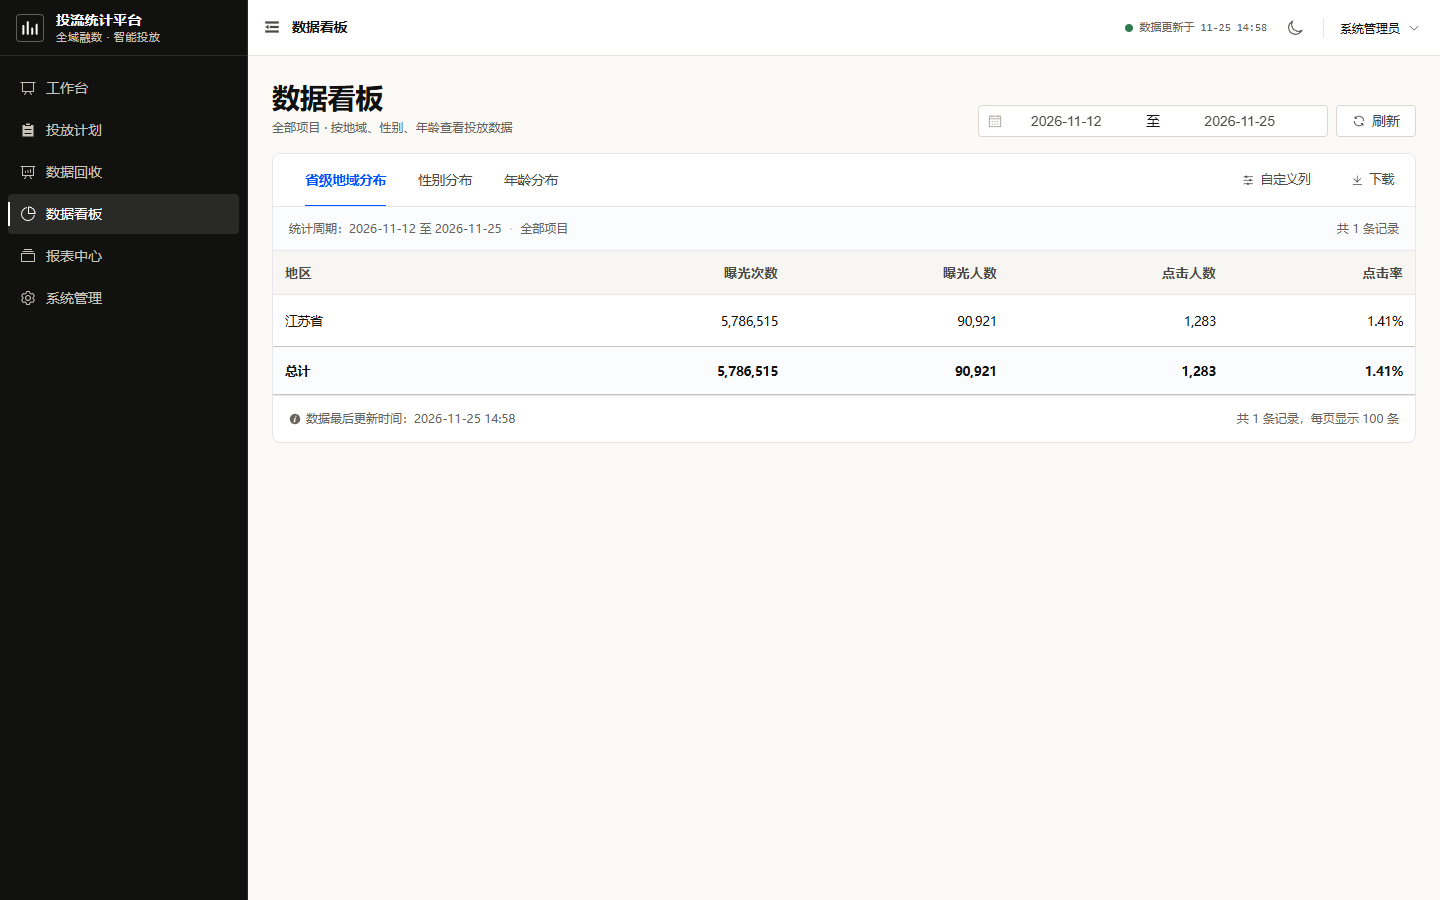 投流统计平台
全域融数 · 智能投放
工作台
投放计划
数据回收
数据看板
报表中心
系统管理
数据看板
数据更新于 11-25 14:58
系统管理员
数据看板
全部项目 · 按地域、性别、年龄查看投放数据
2026-11-12 至 2026-11-25
刷新
省级地域分布 性别分布 年龄分布
自定义列 下载
统计周期：2026-11-12 至 2026-11-25 · 全部项目
共 1 条记录
地区 曝光次数 曝光人数 点击人数 点击率
江苏省 5,786,515 90,921 1,283 1.41%
总计 5,786,515 90,921 1,283 1.41%
数据最后更新时间：2026-11-25 14:58
共 1 条记录，每页显示 100 条